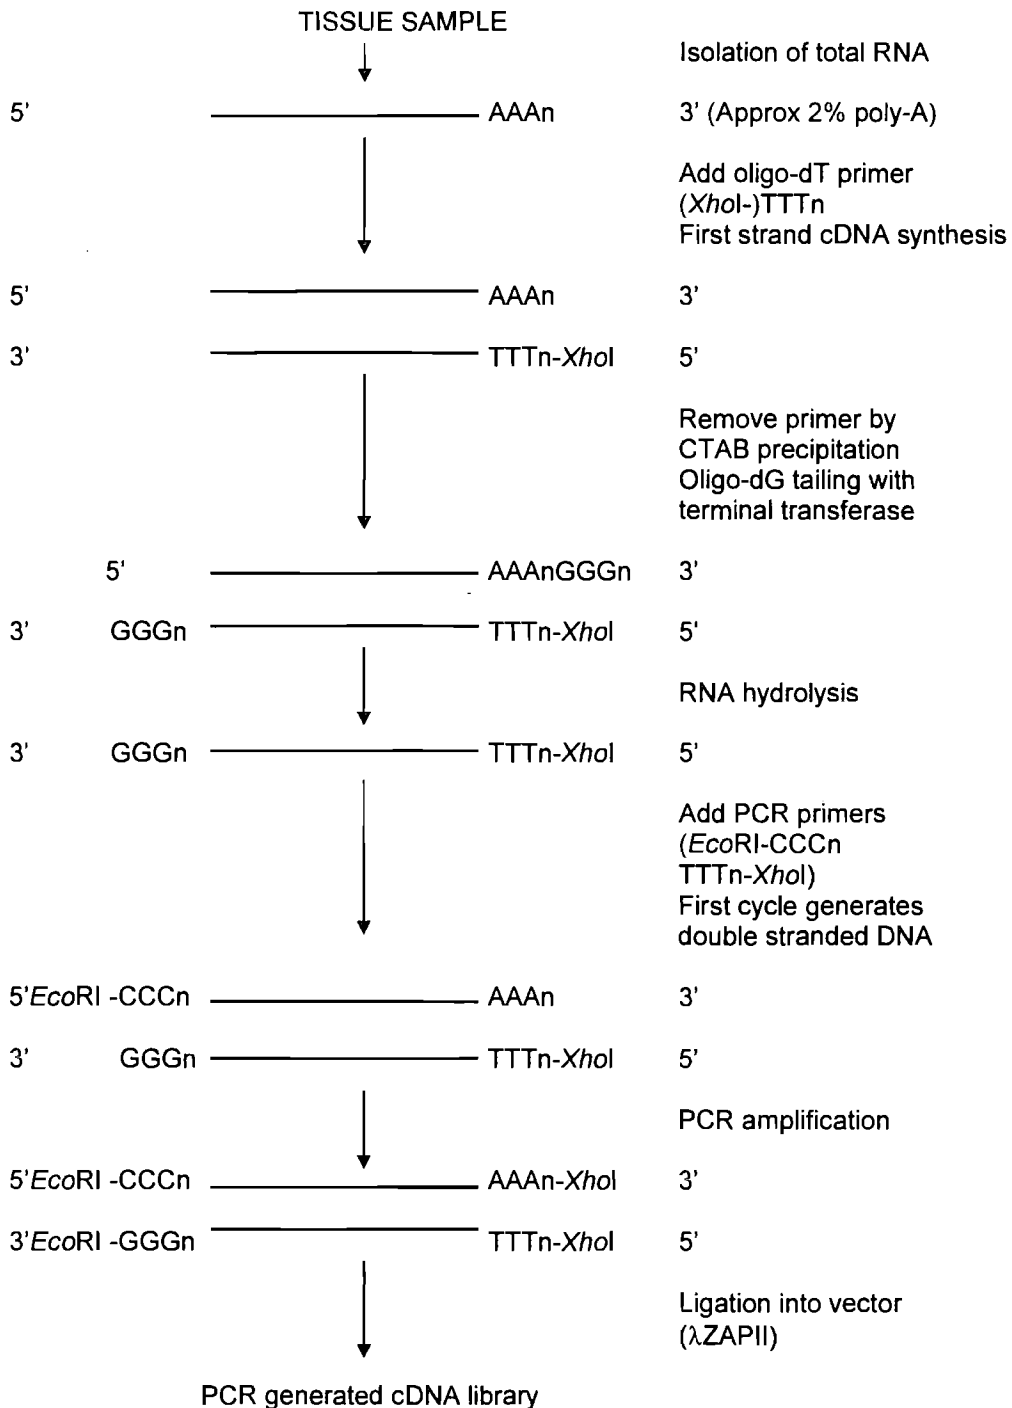 TISSUE SAMPLE
Isolation of total RNA
5' AAAn 3' (Approx 2% poly-A)
Add oligo-dT primer
(XhoI-)TTTn
First strand cDNA synthesis
5' AAAn 3'
3' TTTn-XhoI 5'
Remove primer by
CTAB precipitation
Oligo-dG tailing with
terminal transferase
5' AAAnGGGn 3'
3' GGGn TTTn-XhoI 5'
RNA hydrolysis
3' GGGn TTTn-XhoI 5'
Add PCR primers
(EcoRI-CCCn
TTTn-XhoI)
First cycle generates
double stranded DNA
5'EcoRI -CCCn AAAn 3'
3' GGGn TTTn-XhoI 5'
PCR amplification
5'EcoRI -CCCn AAAn-XhoI 3'
3'EcoRI -GGGn TTTn-XhoI 5'
Ligation into vector
(λZAPII)
PCR generated cDNA library